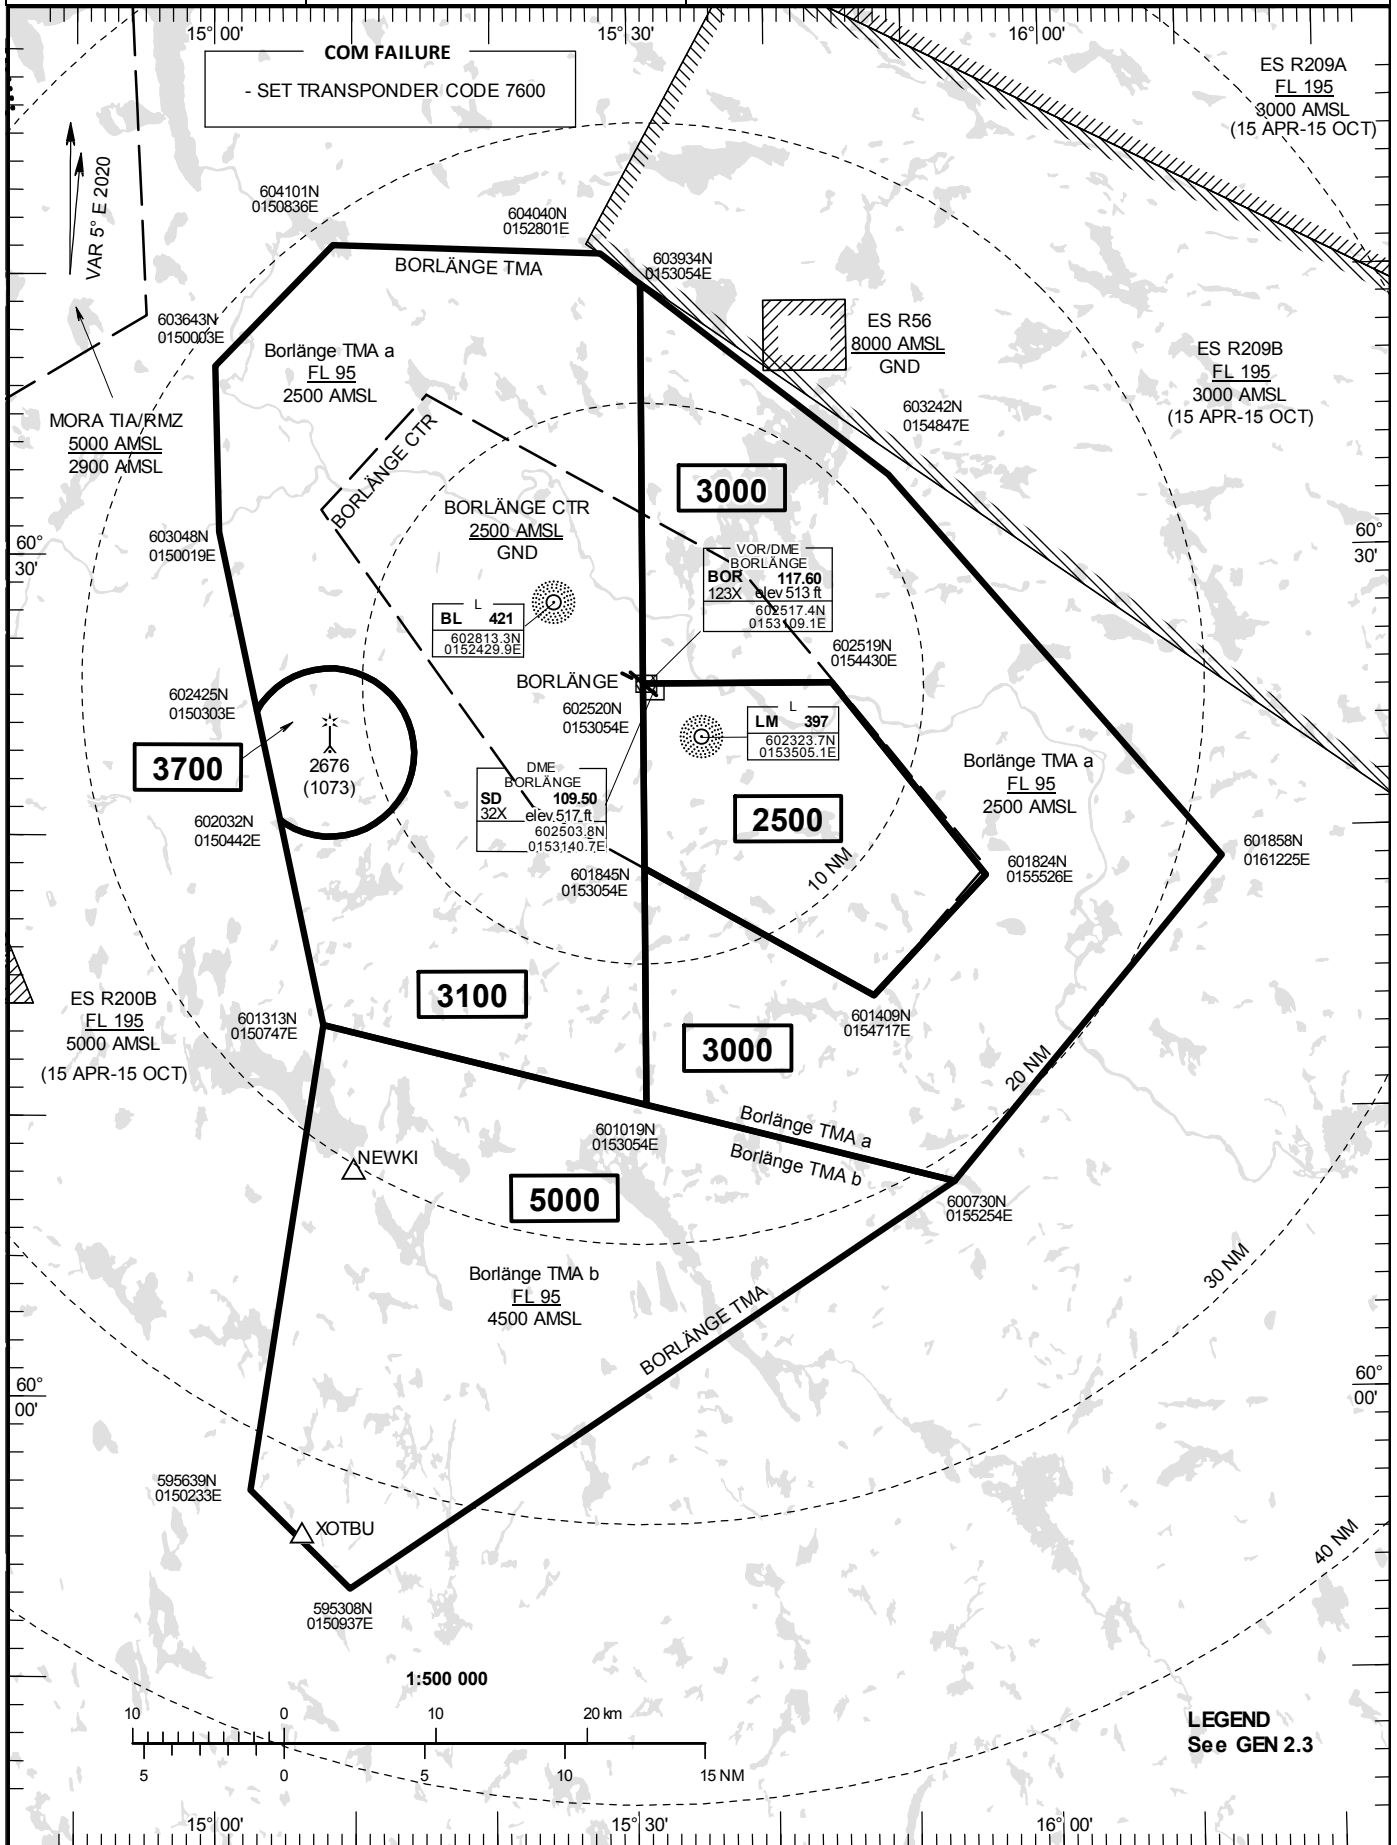 15° 00'
15° 30'
16° 00'
COM FAILURE
- SET TRANSPONDER CODE 7600
ES R209A
FL 195
3000 AMSL
(15 APR-15 OCT)
VAR 5° E 2020
604101N
0150836E
604040N
0152801E
BORLÄNGE TMA
603934N
0153054E
603643N
0150003E
Borlänge TMA a
FL 95
2500 AMSL
ES R56
8000 AMSL
GND
ES R209B
FL 195
3000 AMSL
(15 APR-15 OCT)
MORA TIA/RMZ
5000 AMSL
2900 AMSL
603242N
0154847E
BORLÄNGE CTR
3000
BORLÄNGE CTR
2500 AMSL
GND
603048N
0150019E
60°
30'
60°
30'
VOR/DME
BORLÄNGE
BOR 117.60
123X elev 513 ft
602517.4N
0153109.1E
L
BL 421
602813.3N
0152429.9E
602519N
0154430E
BORLÄNGE
602520N
0153054E
602425N
0150303E
L
LM 397
602323.7N
0153505.1E
3700
2676
(1073)
DME
BORLÄNGE
SD 109.50
32X elev 517 ft
602503.8N
0153140.7E
Borlänge TMA a
FL 95
2500 AMSL
2500
602032N
0150442E
601858N
0161225E
601845N
0153054E
10 NM
601824N
0155526E
3100
ES R200B
FL 195
5000 AMSL
(15 APR-15 OCT)
601313N
0150747E
601409N
0154717E
3000
20 NM
601019N
0153054E
Borlänge TMA a
Borlänge TMA b
NEWKI
5000
600730N
0155254E
30 NM
Borlänge TMA b
FL 95
4500 AMSL
BORLÄNGE TMA
60°
00'
60°
00'
595639N
0150233E
XOTBU
40 NM
595308N
0150937E
1:500 000
10 0 10 20 km
5 0 5 10 15 NM
LEGEND
See GEN 2.3
15° 00'
15° 30'
16° 00'